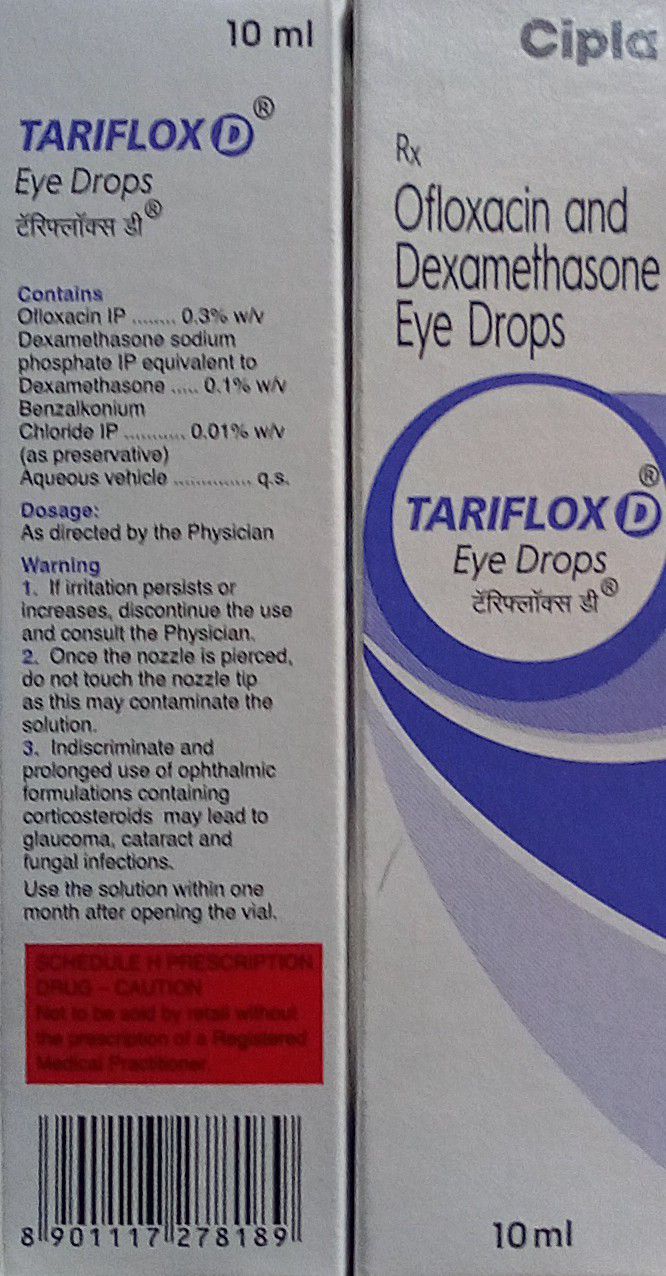 10 ml
TARIFLOX D®
Eye Drops
टॅरिफ्लॉक्स डी®
Contains
Ofloxacin IP ........ 0.3% w/v
Dexamethasone sodium
phosphate IP equivalent to
Dexamethasone ..... 0.1% w/v
Benzalkonium
Chloride IP ........... 0.01% w/v
(as preservative)
Aqueous vehicle .............. q.s.
Dosage:
As directed by the Physician
Warning
1. If irritation persists or
increases, discontinue the use
and consult the Physician.
2. Once the nozzle is pierced,
do not touch the nozzle tip
as this may contaminate the
solution.
3. Indiscriminate and
prolonged use of ophthalmic
formulations containing
corticosteroids may lead to
glaucoma, cataract and
fungal infections.
Use the solution within one
month after opening the vial.
SCHEDULE H PRESCRIPTION
DRUG – CAUTION
Not to be sold by retail without
the prescription of a Registered
Medical Practitioner.
8 901117 278189
Cipla
Rx
Ofloxacin and
Dexamethasone
Eye Drops
TARIFLOX D®
Eye Drops
टॅरिफ्लॉक्स डी®
10 ml